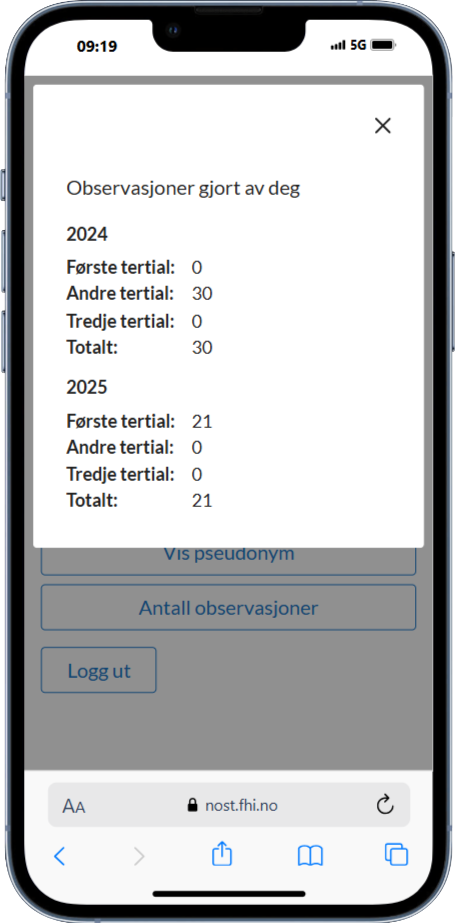 09:19
5G
Observasjoner gjort av deg
2024
Første tertial: 0
Andre tertial: 30
Tredje tertial: 0
Totalt: 30
2025
Første tertial: 21
Andre tertial: 0
Tredje tertial: 0
Totalt: 21
Vis pseudonym
Antall observasjoner
Logg ut
AA
nost.fhi.no